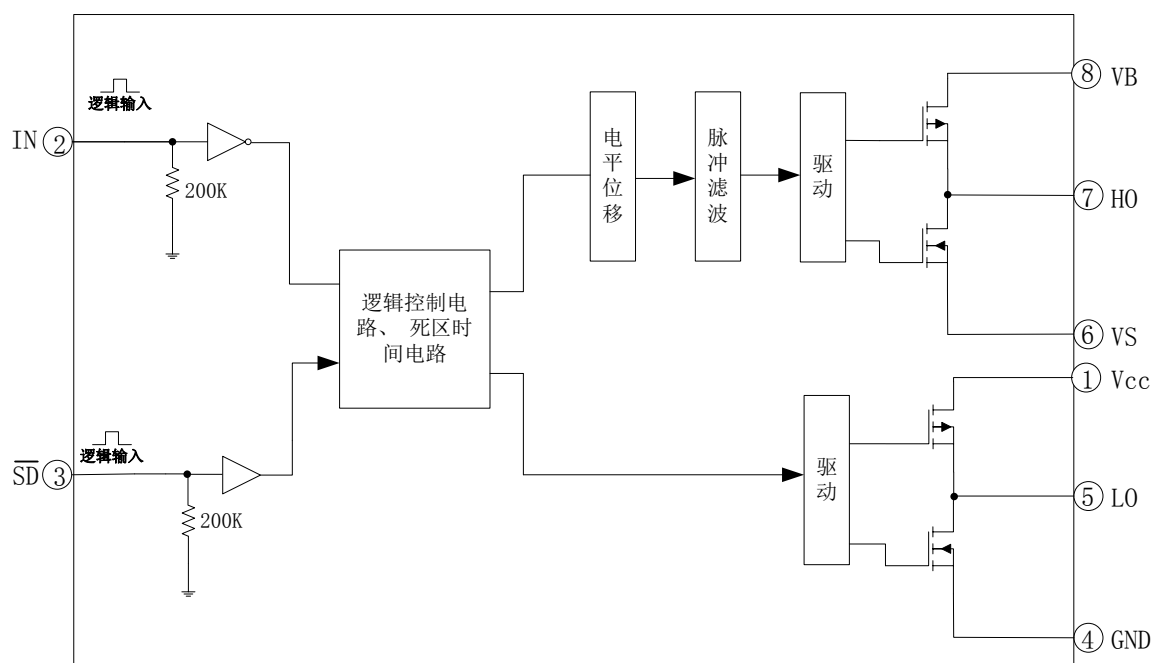 逻辑输入
IN ②
200K
逻辑输入
SD ③
200K
逻辑控制电
路、 死区时
间电路
电平位移
脉冲滤波
驱动
⑧ VB
⑦ HO
⑥ VS
① Vcc
驱动
⑤ LO
④ GND